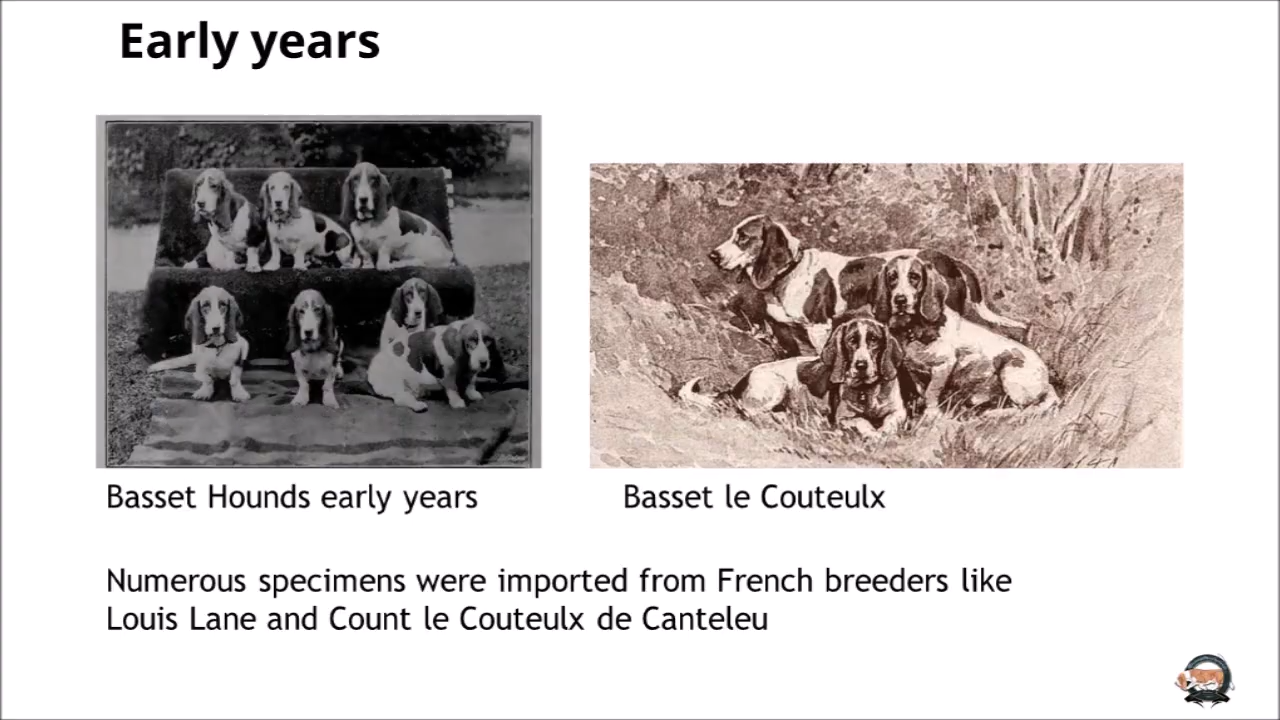 Early years
Basset Hounds early years
Basset le Couteulx
Numerous specimens were imported from French breeders like
Louis Lane and Count le Couteulx de Canteleu